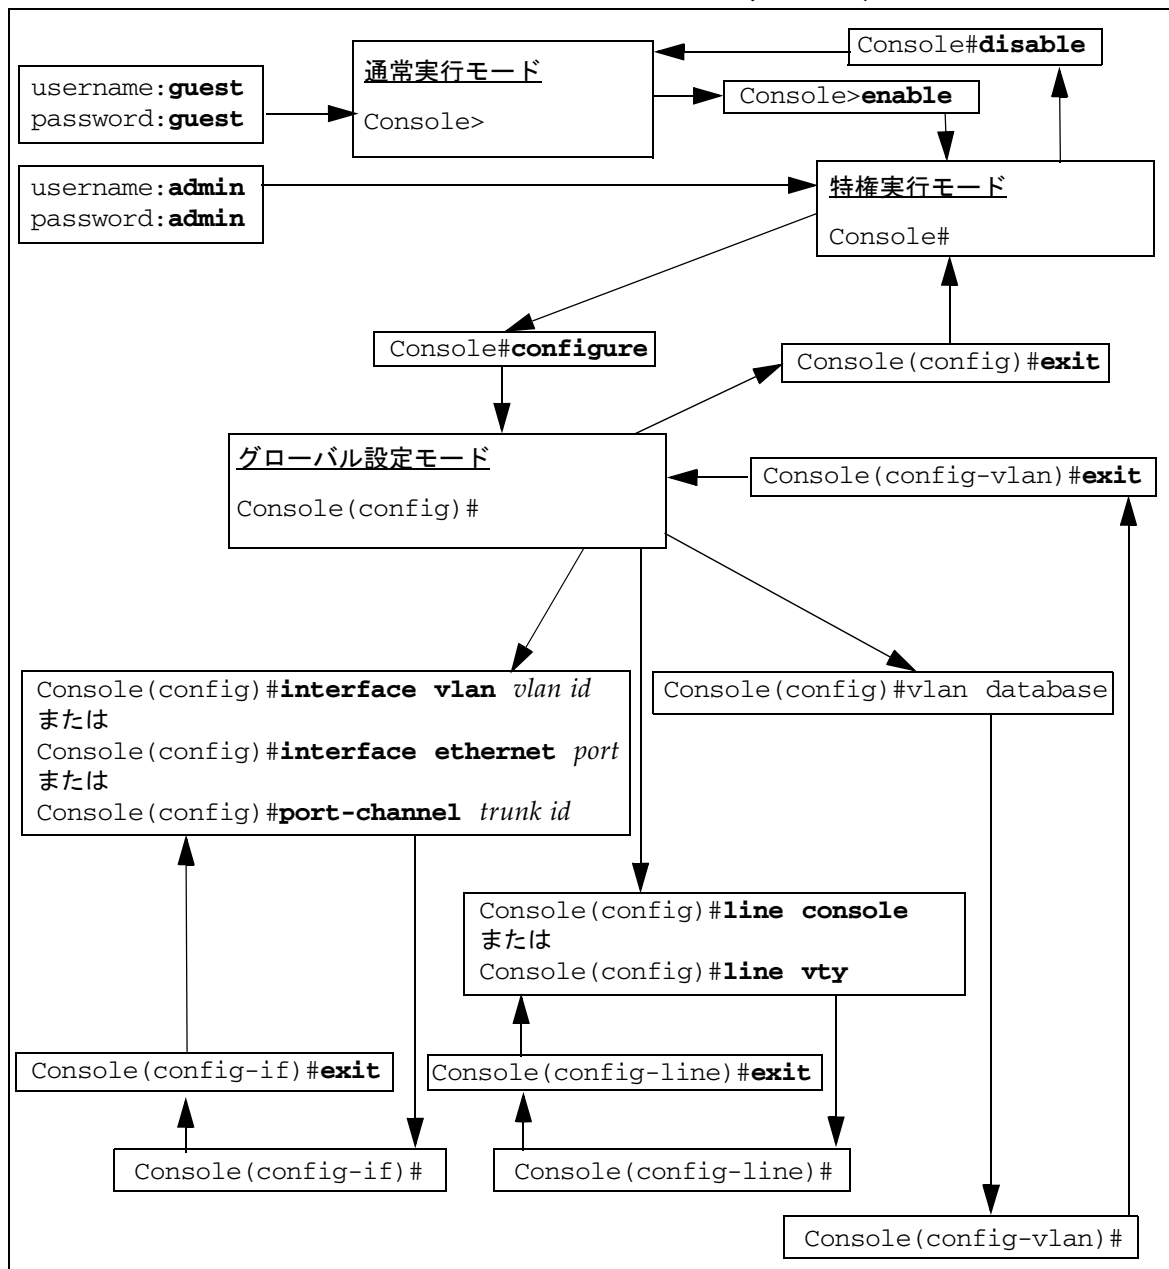 Console#disable
通常実行モード
Console>
username:guest
password:guest
Console>enable
username:admin
password:admin
特権実行モード
Console#
Console#configure
Console(config)#exit
グローバル設定モード
Console(config)#
Console(config-vlan)#exit
Console(config)#interface vlan vlan id
または
Console(config)#interface ethernet port
または
Console(config)#port-channel trunk id
Console(config)#vlan database
Console(config)#line console
または
Console(config)#line vty
Console(config-if)#exit
Console(config-line)#exit
Console(config-if)#
Console(config-line)#
Console(config-vlan)#